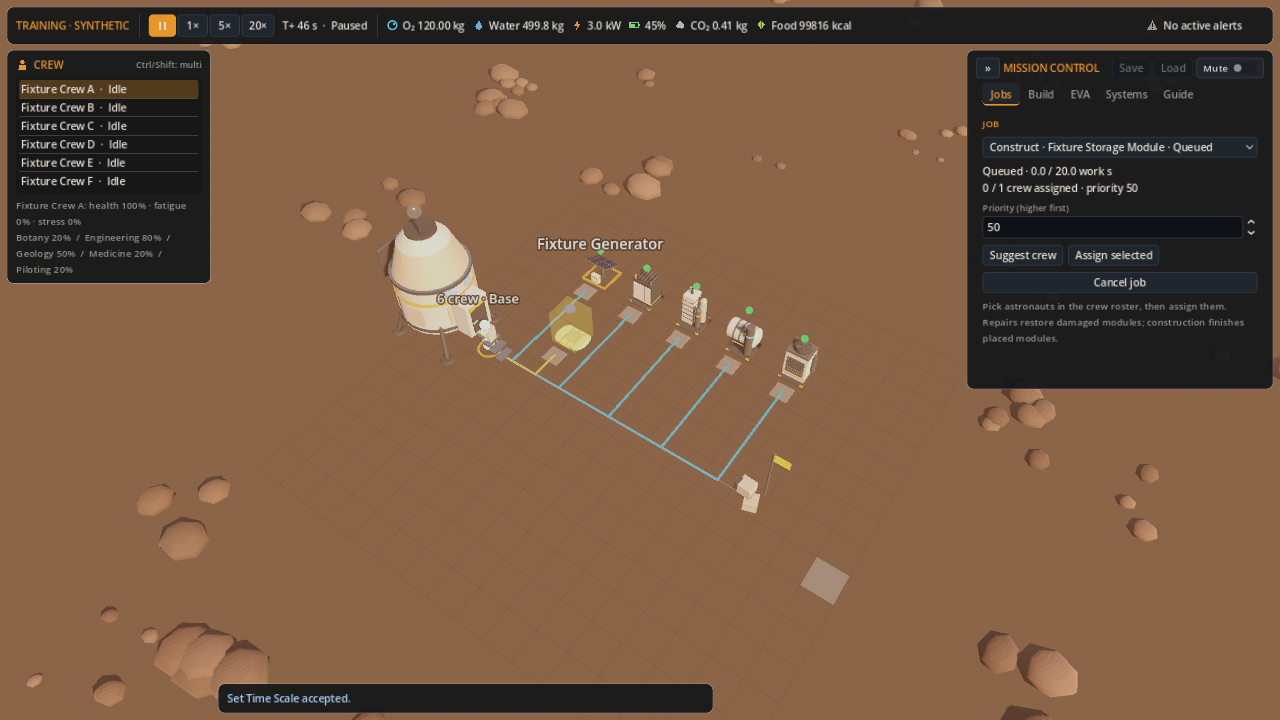 TRAINING · SYNTHETIC 1× 5× 20× T+ 46 s · Paused O₂ 120.00 kg Water 499.8 kg 3.0 kW 45% CO₂ 0.41 kg Food 99816 kcal No active alerts
CREW Ctrl/Shift: multi
Fixture Crew A · Idle
Fixture Crew B · Idle
Fixture Crew C · Idle
Fixture Crew D · Idle
Fixture Crew E · Idle
Fixture Crew F · Idle
Fixture Crew A: health 100% · fatigue
0% · stress 0%
Botany 20% / Engineering 80% /
Geology 50% / Medicine 20% /
Piloting 20%
Fixture Generator
6 crew · Base
» MISSION CONTROL Save Load Mute
Jobs Build EVA Systems Guide
JOB
Construct · Fixture Storage Module · Queued
Queued · 0.0 / 20.0 work s
0 / 1 crew assigned · priority 50
Priority (higher first)
50
Suggest crew Assign selected
Cancel job
Pick astronauts in the crew roster, then assign them.
Repairs restore damaged modules; construction finishes
placed modules.
Set Time Scale accepted.